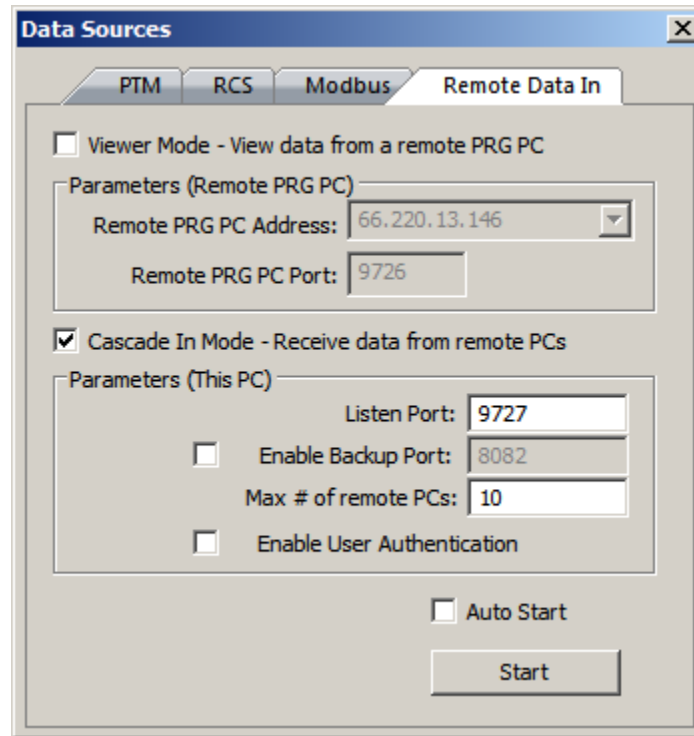 Data Sources
PTM RCS Modbus Remote Data In
Viewer Mode - View data from a remote PRG PC
Parameters (Remote PRG PC)
Remote PRG PC Address: 66.220.13.146
Remote PRG PC Port: 9726
Cascade In Mode - Receive data from remote PCs
Parameters (This PC)
Listen Port: 9727
Enable Backup Port: 8082
Max # of remote PCs: 10
Enable User Authentication
Auto Start
Start